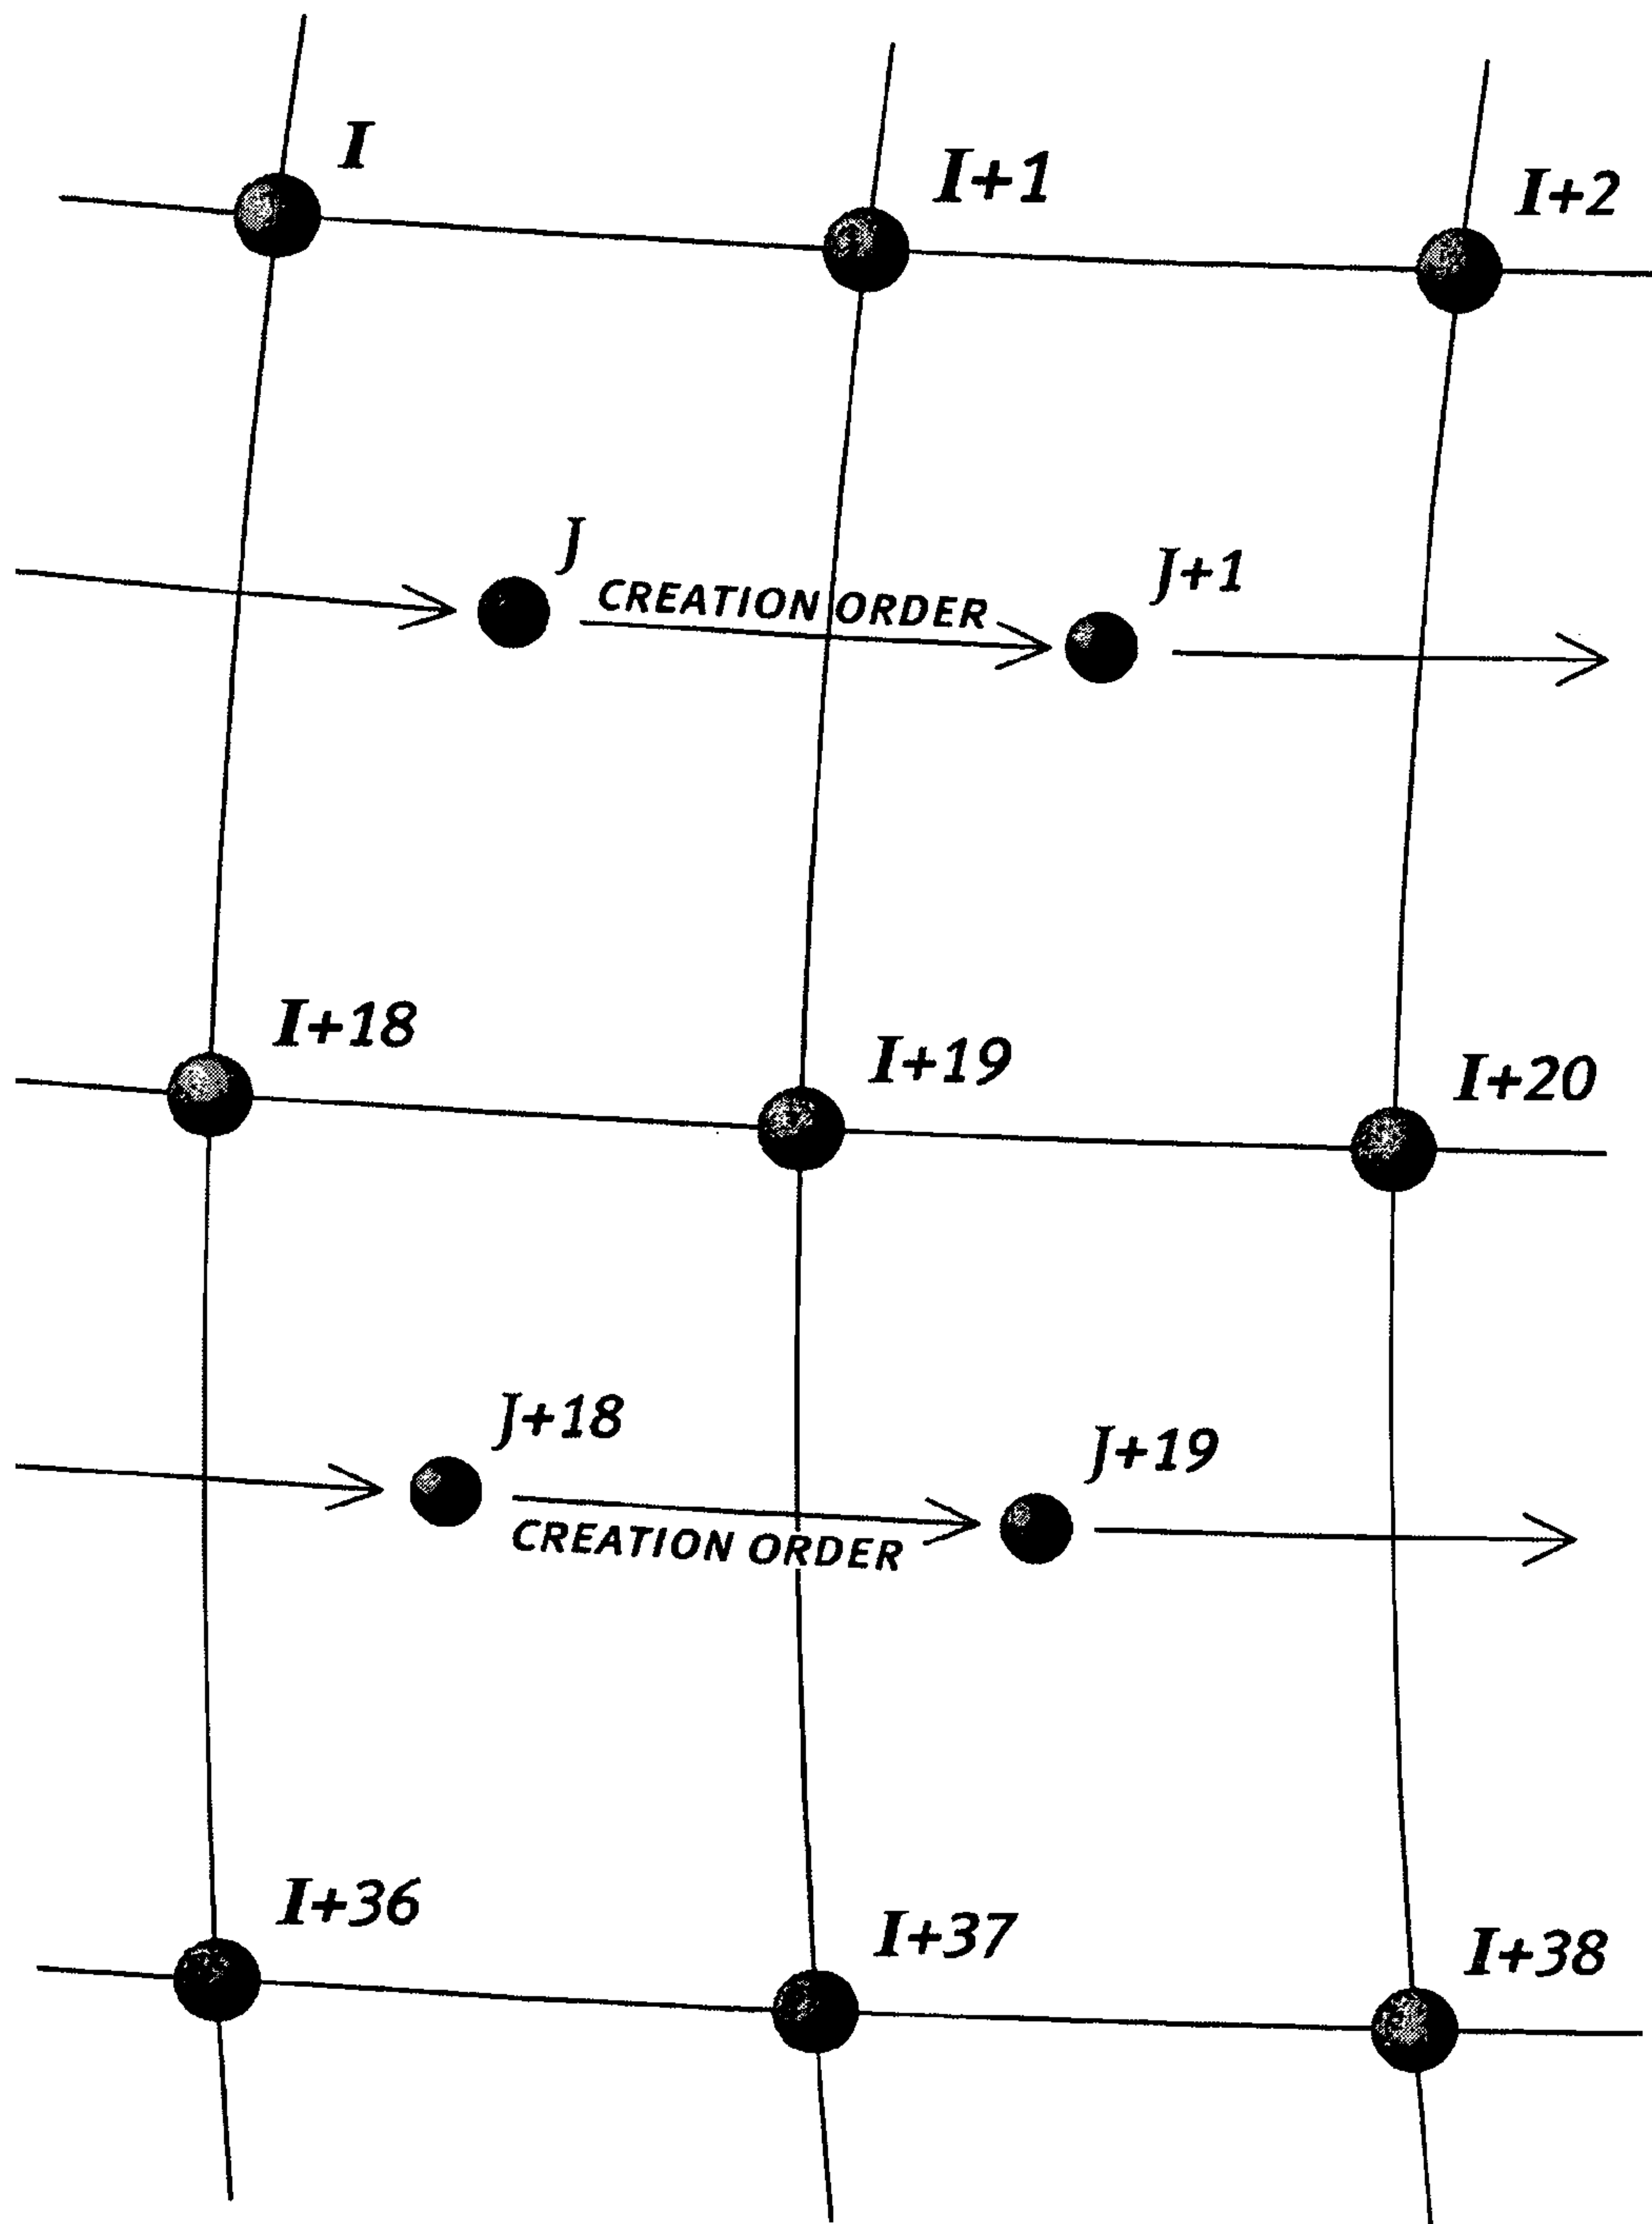 I
I+1
I+2
J
CREATION ORDER
J+1
I+18
I+19
I+20
J+18
CREATION ORDER
J+19
I+36
I+37
I+38